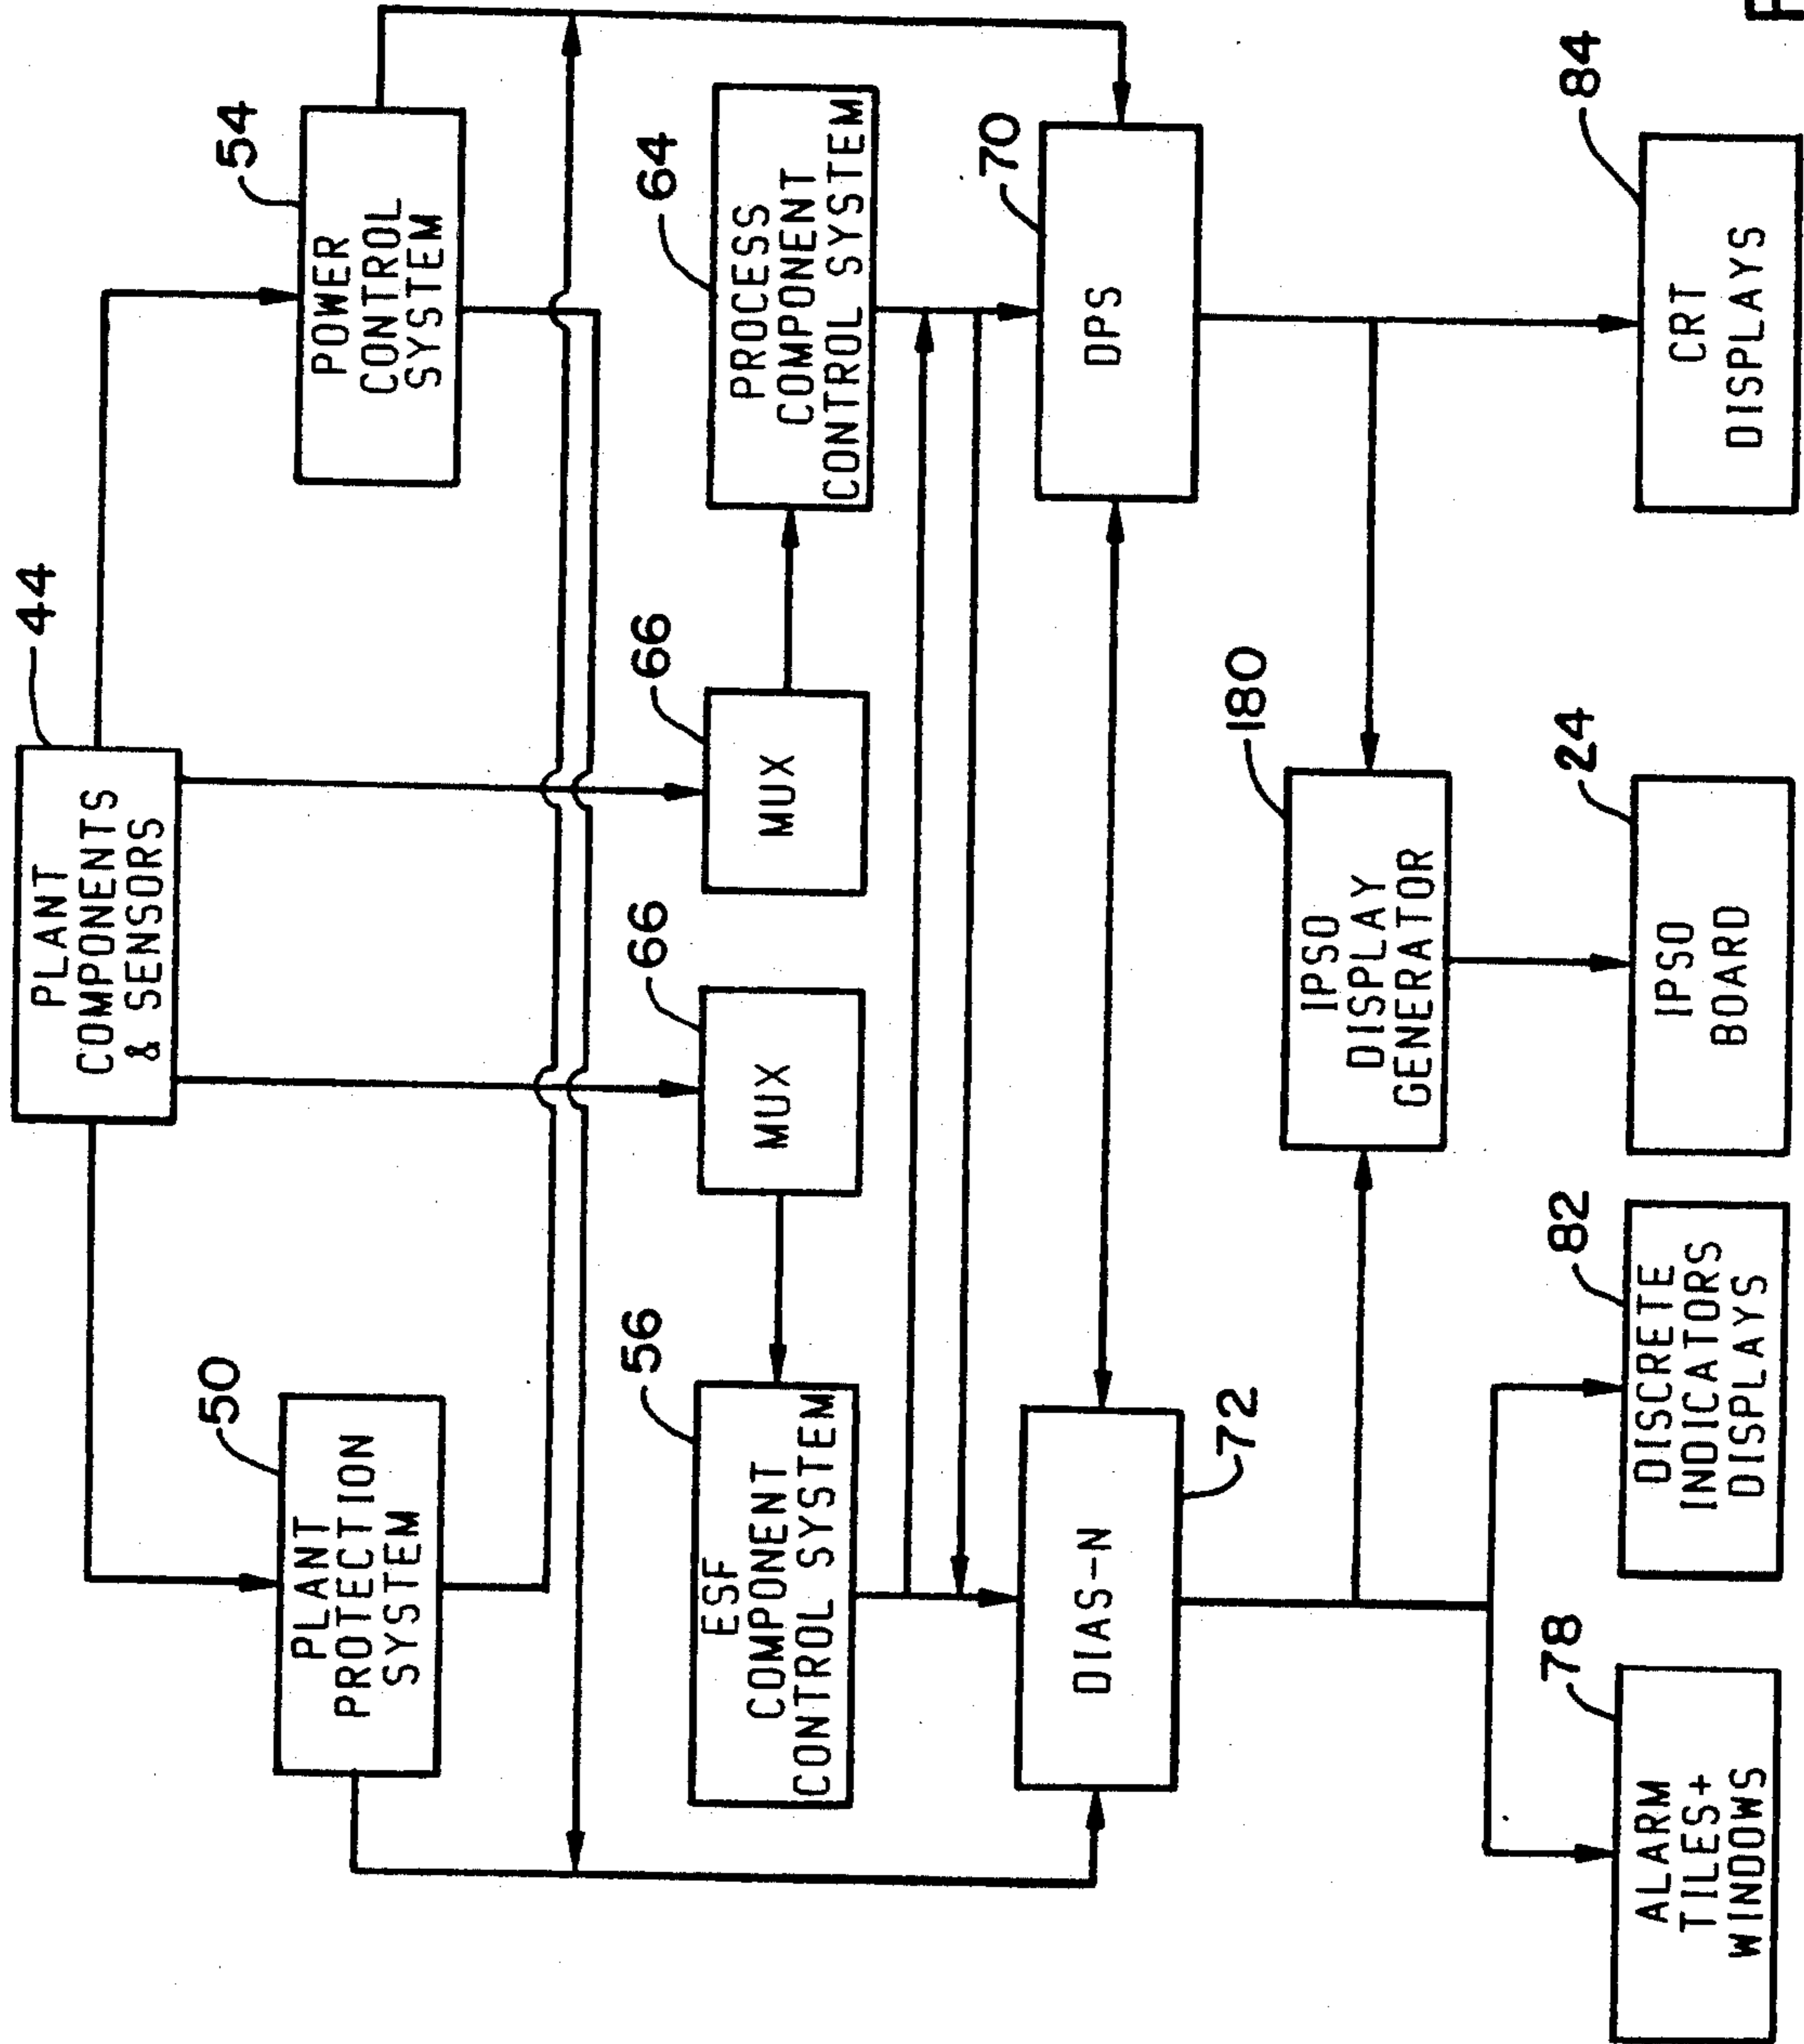 44
PLANT
COMPONENTS
& SENSORS
50
PLANT
PROTECTION
SYSTEM
54
POWER
CONTROL
SYSTEM
66
MUX
66
MUX
56
ESF
COMPONENT
CONTROL SYSTEM
64
PROCESS
COMPONENT
CONTROL SYSTEM
72
DIAS-N
70
DPS
180
IPSO
DISPLAY
GENERATOR
78
ALARM
TILES+
WINDOWS
82
DISCRETE
INDICATORS
DISPLAYS
24
IPSO
BOARD
84
CRT
DISPLAYS